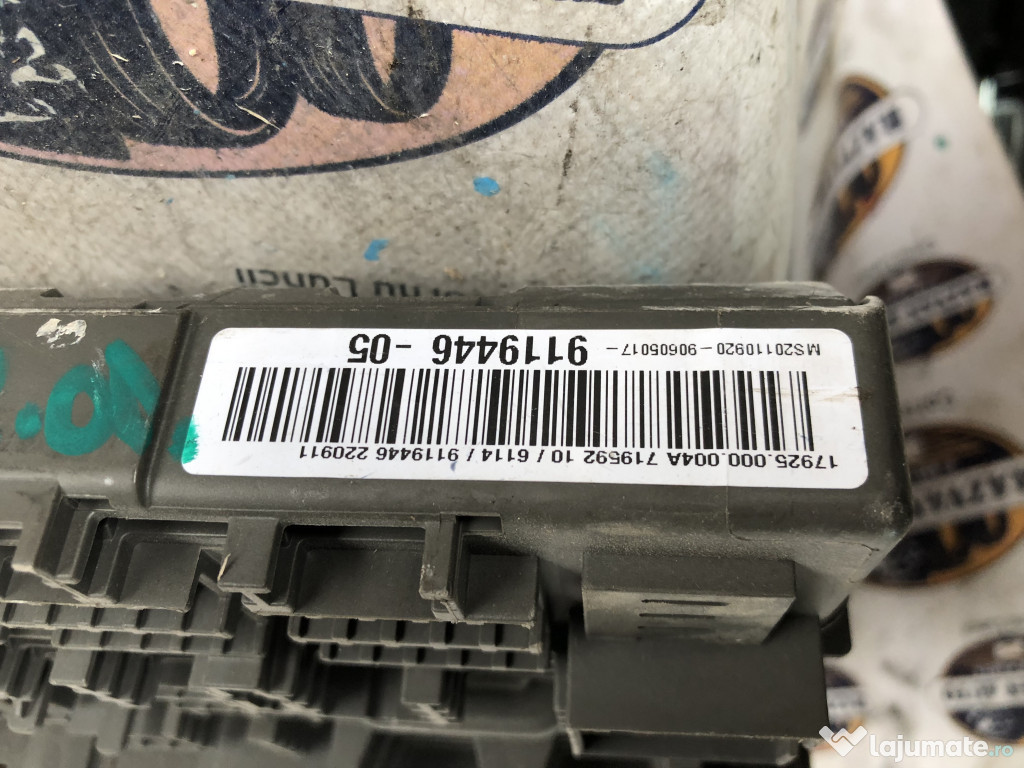 17925.000.004A 719592 10 / 6114 / 9119446 220911
MS20110920-90605017-
9119446 -05
lajumate.ro